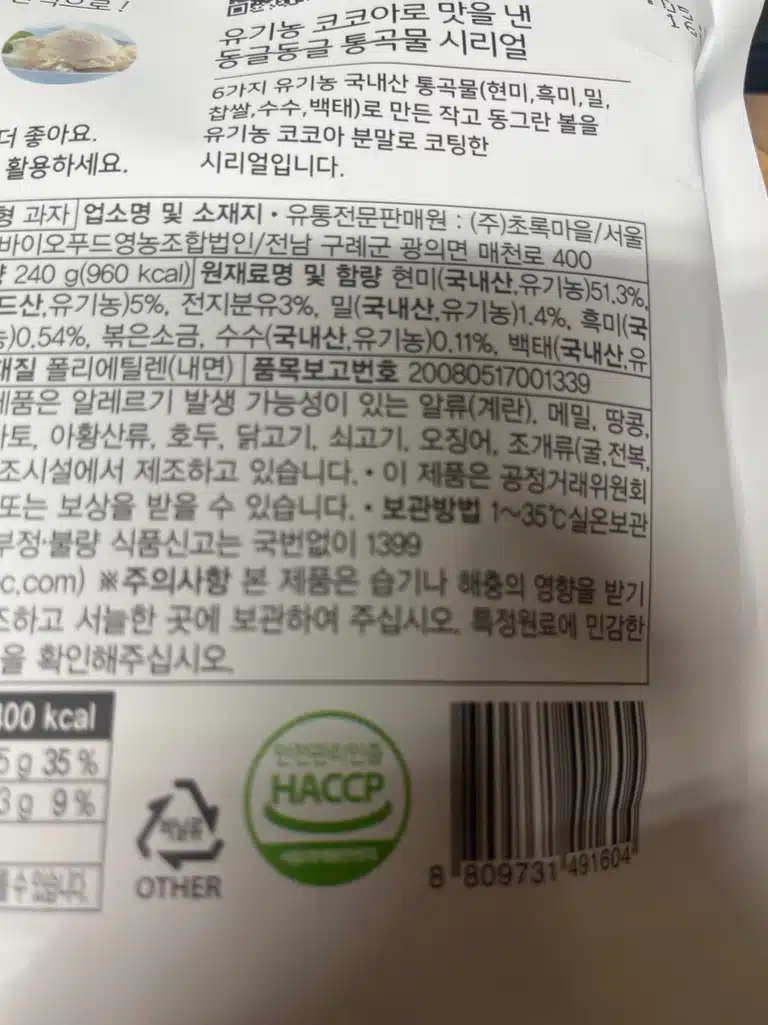 유기농 코코아로 맛을 낸
동글동글 통곡물 시리얼
6가지 유기농 국내산 통곡물(현미,흑미,밀,
찹쌀,수수,백태)로 만든 작고 동그란 볼을
유기농 코코아 분말로 코팅한
시리얼입니다.
더 좋아요.
활용하세요.
형 과자 업소명 및 소재지 • 유통전문판매원 : (주)초록마을/서울
바이오푸드영농조합법인/전남 구례군 광의면 매천로 400
량 240 g(960 kcal) 원재료명 및 함량 현미(국내산,유기농)51.3%,
드산,유기농)5%, 전지분유3%, 밀(국내산,유기농)1.4%, 흑미(국
농)0.54%, 볶은소금, 수수(국내산,유기농)0.11%, 백태(국내산,유
재질 폴리에틸렌(내면) 품목보고번호 20080517001339
제품은 알레르기 발생 가능성이 있는 알류(계란), 메밀, 땅콩,
마토, 아황산류, 호두, 닭고기, 쇠고기, 오징어, 조개류(굴,전복,
조시설에서 제조하고 있습니다. • 이 제품은 공정거래위원회
또는 보상을 받을 수 있습니다. • 보관방법 1~35℃실온보관
부정·불량 식품신고는 국번없이 1399
c.com) ※주의사항 본 제품은 습기나 해충의 영향을 받기
조하고 서늘한 곳에 보관하여 주십시오. 특정원료에 민감한
을 확인해주십시오.
400 kcal
5 g 35 %
3 g 9 %
수 있습니다.
비닐류
OTHER
안전관리인증
HACCP
8 809731 491604